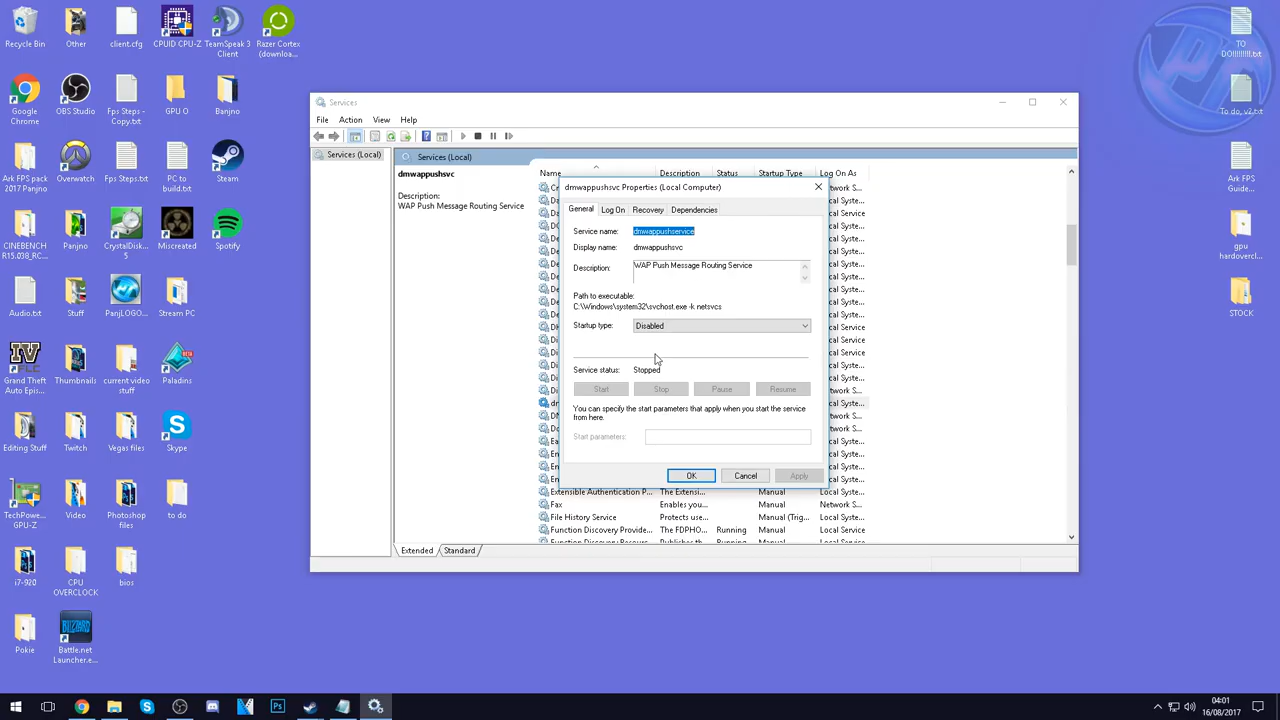 Recycle Bin
Other
client.cfg
CPUID CPU-Z
TeamSpeak 3
Client
Razer Cortex
(downloa...
Google
Chrome
OBS Studio
Fps Steps -
Copy.txt
GPU O
Banjno
Ark FPS pack
2017 Panjno
Overwatch
Fps Steps.txt
PC to
build.txt
Steam
CINEBENCH
R15.038_RC...
Panjno
CrystalDisk...
Miscreated
Spotify
Audio.txt
Stuff
PanjLOGO...
Stream PC
Grand Theft
Auto Episo...
Thumbnails
current video
stuff
Paladins
Editing Stuff
Twitch
Vegas files
Skype
TechPowe...
GPU-Z
Video
Photoshop
files
to do
i7-920
CPU
OVERCLOCK
bios
Pokie
Battle.net
Launcher.e...
TO
DO!!!!!!!!!.txt
To do, v2.txt
Ark FPS
Guide...
gpu
hardovercl...
STOCK
Services
File
Action
View
Help
Services (Local)
Services (Local)
dmwappushsvc
Description:
WAP Push Message Routing Service
Name
Description
Status
Startup Type
Log On As
dmwappushsvc Properties (Local Computer)
General
Log On
Recovery
Dependencies
Service name:
dmwappushservice
Display name:
dmwappushsvc
Description:
WAP Push Message Routing Service
Path to executable:
C:\Windows\system32\svchost.exe -k netsvcs
Startup type:
Disabled
Service status:
Stopped
Start
Stop
Pause
Resume
You can specify the start parameters that apply when you start the service
from here.
Start parameters:
OK
Cancel
Apply
Extensible Authentication P...
The Extensi...
Manual
Local Syste...
Fax
Enables you...
Manual
Network S...
File History Service
Protects use...
Manual (Trig...
Local Syste...
Function Discovery Provide...
The FDPHO...
Running
Manual
Local Service
Function Discovery Resourc...
Publishes th...
Running
Manual
Local Service
Extended
Standard
04:01
16/08/2017